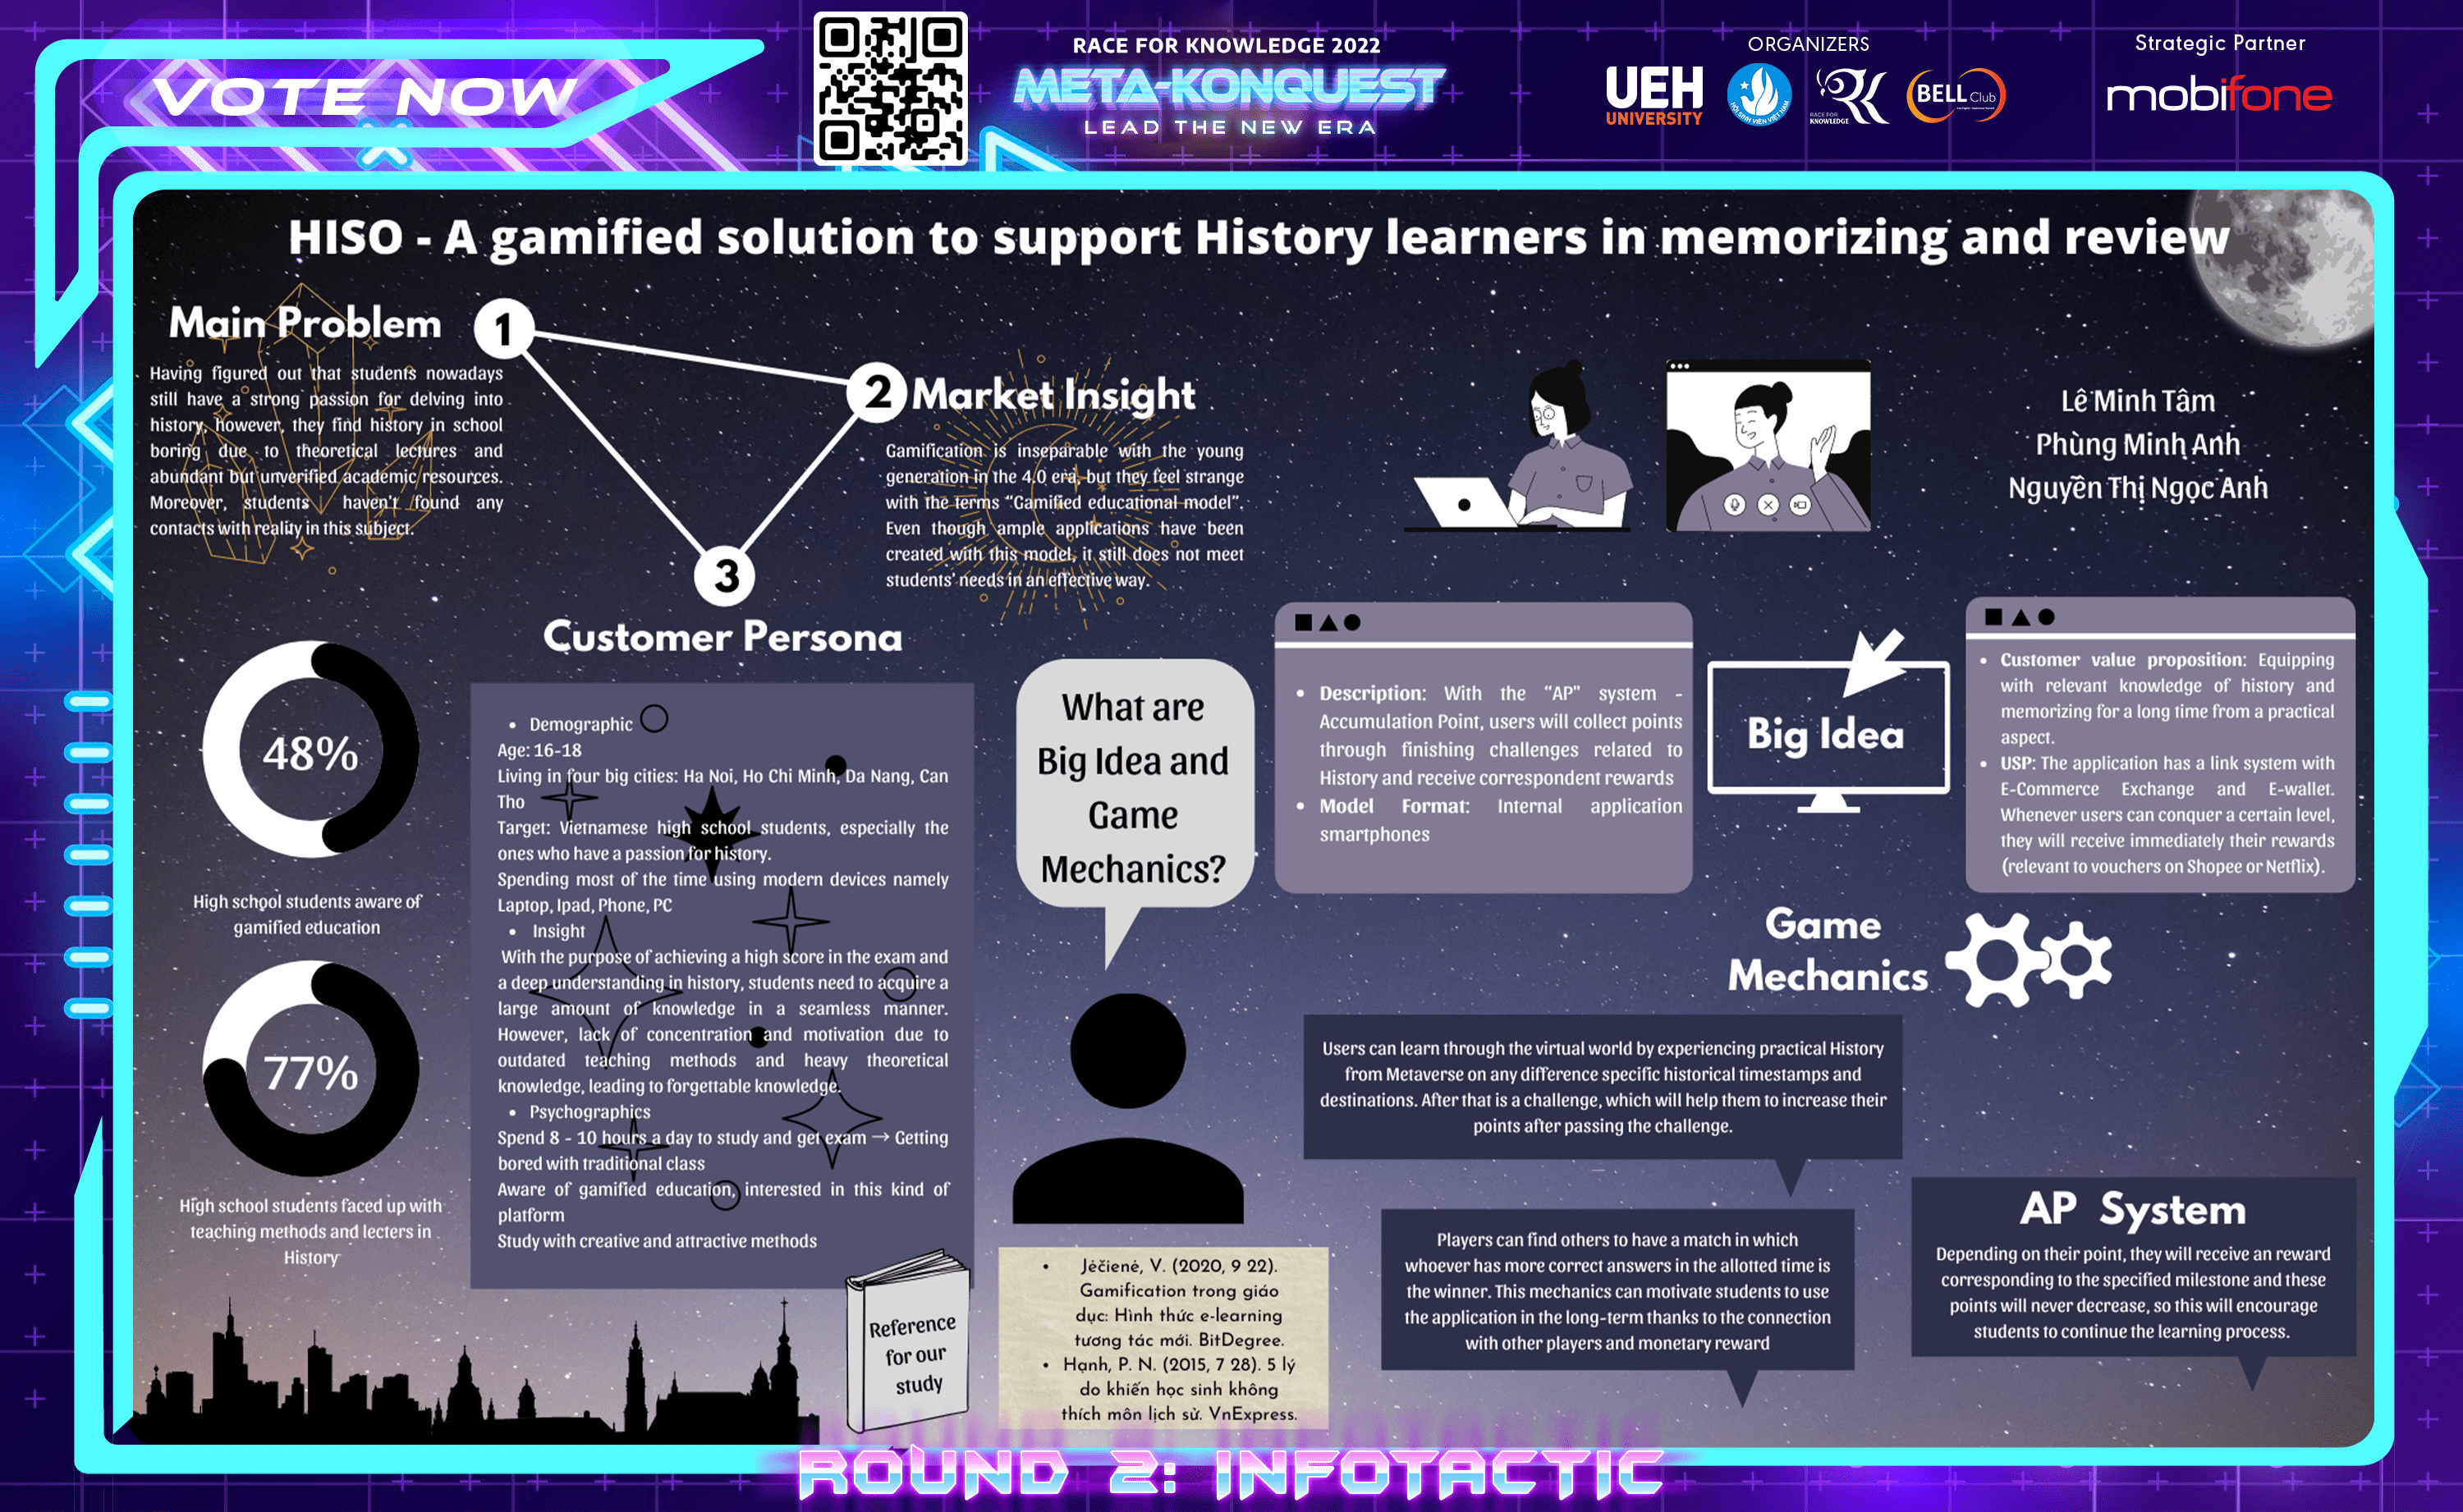 VOTE NOW
RACE FOR KNOWLEDGE 2022
META-KONQUEST
LEAD THE NEW ERA
ORGANIZERS
UEH
UNIVERSITY
HỘI SINH VIÊN VIỆT NAM
RK
RACE FOR
KNOWLEDGE
BELL Club
Strategic Partner
mobifone
HISO - A gamified solution to support History learners in memorizing and review
Main Problem
1
Having figured out that students nowadays
still have a strong passion for delving into
history, however, they find history in school
boring due to theoretical lectures and
abundant but unverified academic resources.
Moreover, students haven't found any
contacts with reality in this subject.
2
Market Insight
Gamification is inseparable with the young
generation in the 4.0 era, but they feel strange
with the terms “Gamified educational model”.
Even though ample applications have been
created with this model, it still does not meet
students' needs in an effective way.
Lê Minh Tâm
Phùng Minh Anh
Nguyễn Thị Ngọc Anh
3
Customer Persona
48%
High school students aware of
gamified education
77%
High school students faced up with
teaching methods and lecters in
History
• Demographic
Age: 16-18
Living in four big cities: Ha Noi, Ho Chi Minh, Da Nang, Can
Tho
Target: Vietnamese high school students, especially the
ones who have a passion for history.
Spending most of the time using modern devices namely
Laptop, Ipad, Phone, PC
• Insight
With the purpose of achieving a high score in the exam and
a deep understanding in history, students need to acquire a
large amount of knowledge in a seamless manner.
However, lack of concentration and motivation due to
outdated teaching methods and heavy theoretical
knowledge, leading to forgettable knowledge.
• Psychographics
Spend 8 - 10 hours a day to study and get exam → Getting
bored with traditional class
Aware of gamified education, interested in this kind of
platform
Study with creative and attractive methods
What are
Big Idea and
Game
Mechanics?
• Description: With the “AP" system -
Accumulation Point, users will collect points
through finishing challenges related to
History and receive correspondent rewards
• Model Format: Internal application
smartphones
Big Idea
• Customer value proposition: Equipping
with relevant knowledge of history and
memorizing for a long time from a practical
aspect.
• USP: The application has a link system with
E-Commerce Exchange and E-wallet.
Whenever users can conquer a certain level,
they will receive immediately their rewards
(relevant to vouchers on Shopee or Netflix).
Game
Mechanics
Users can learn through the virtual world by experiencing practical History
from Metaverse on any difference specific historical timestamps and
destinations. After that is a challenge, which will help them to increase their
points after passing the challenge.
Players can find others to have a match in which
whoever has more correct answers in the allotted time is
the winner. This mechanics can motivate students to use
the application in the long-term thanks to the connection
with other players and monetary reward
AP System
Depending on their point, they will receive an reward
corresponding to the specified milestone and these
points will never decrease, so this will encourage
students to continue the learning process.
Reference
for our
study
• Jėčienė, V. (2020, 9 22).
Gamification trong giáo
dục: Hình thức e-learning
tương tác mới. BitDegree.
• Hạnh, P. N. (2015, 7 28). 5 lý
do khiến học sinh không
thích môn lịch sử. VnExpress.
ROUND 2: INFOTACTIC